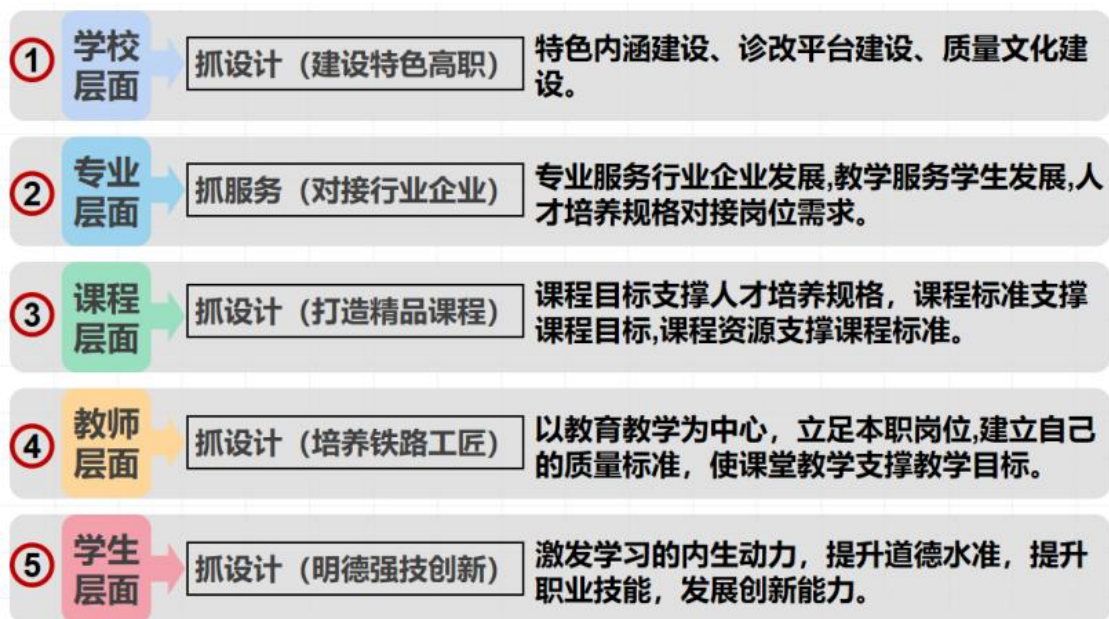 1
学校
层面
抓设计（建设特色高职）
特色内涵建设、诊改平台建设、质量文化建
设。
2
专业
层面
抓服务（对接行业企业）
专业服务行业企业发展,教学服务学生发展,人
才培养规格对接岗位需求。
3
课程
层面
抓设计（打造精品课程）
课程目标支撑人才培养规格，课程标准支撑
课程目标,课程资源支撑课程标准。
4
教师
层面
抓设计（培养铁路工匠）
以教育教学为中心，立足本职岗位,建立自己
的质量标准，使课堂教学支撑教学目标。
5
学生
层面
抓设计（明德强技创新）
激发学习的内生动力，提升道德水准，提升
职业技能，发展创新能力。